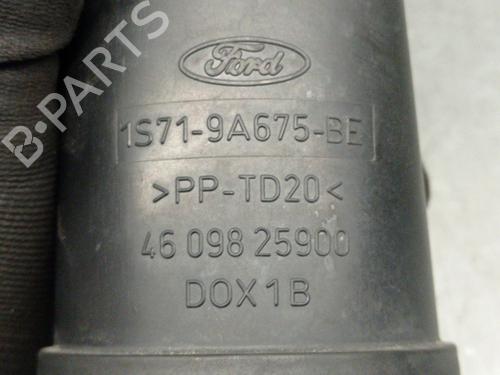 Ford
1S71-9A675-BE
>PP-TD20<
46 098 25900
DOX1B
B-PARTS